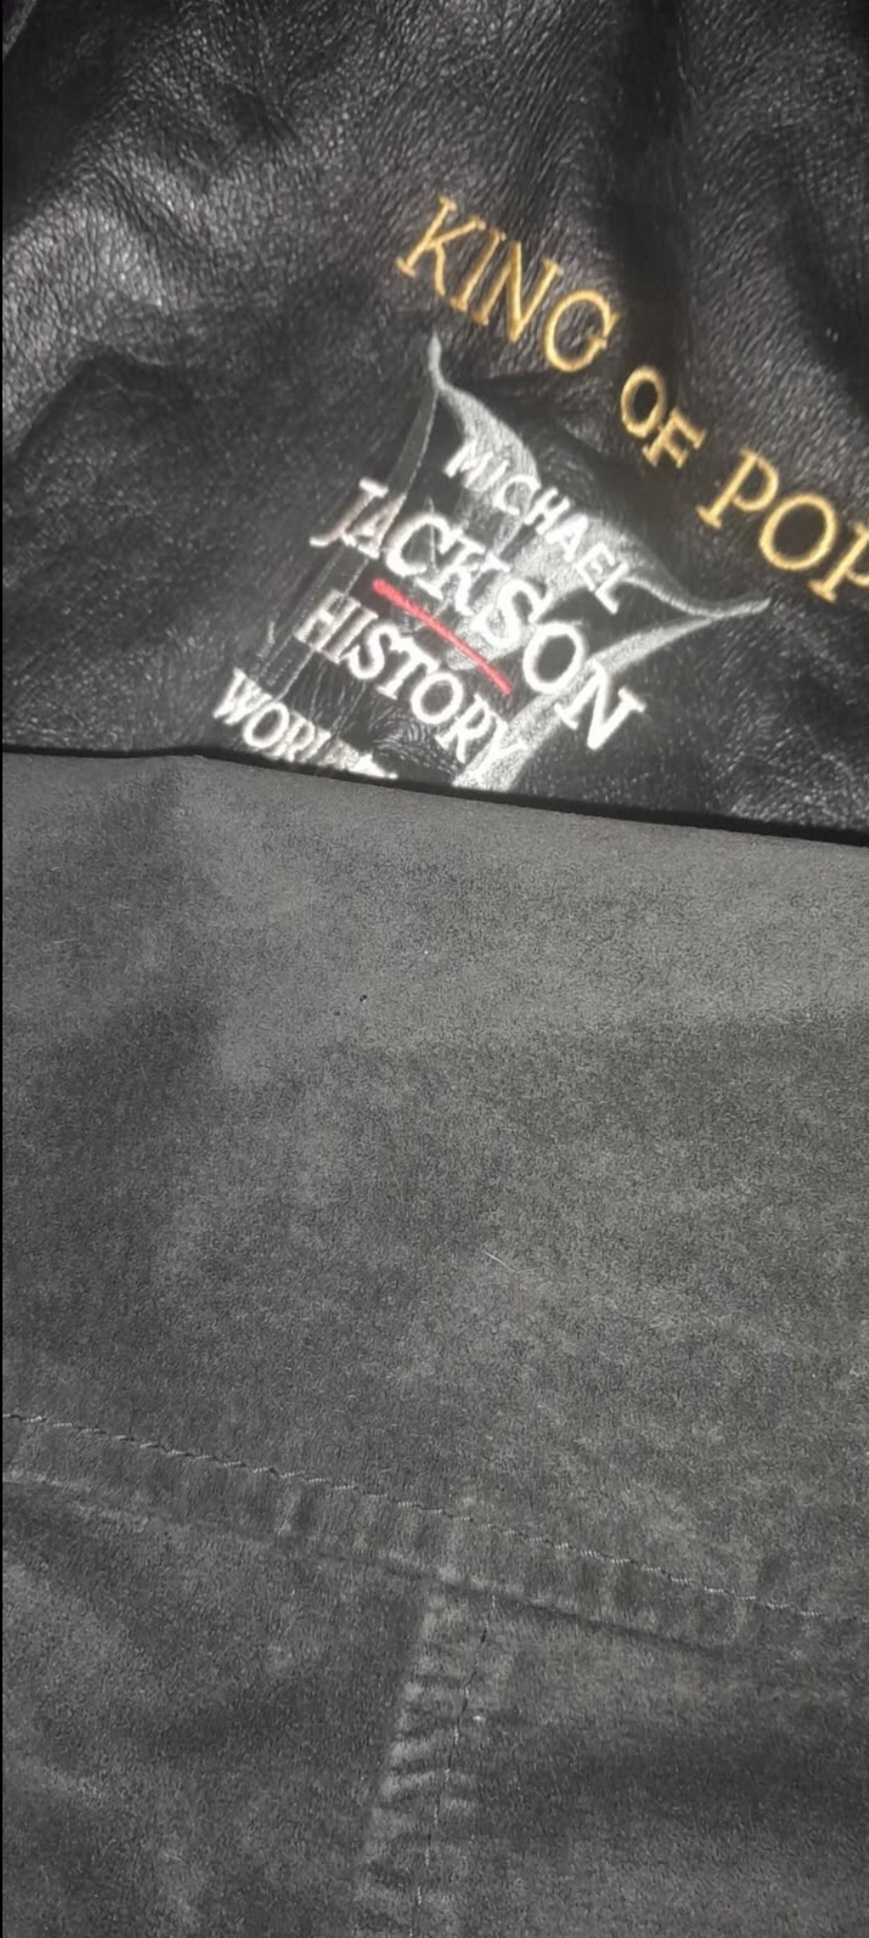 KING OF POP
MICHAEL
JACKSON
HISTORY